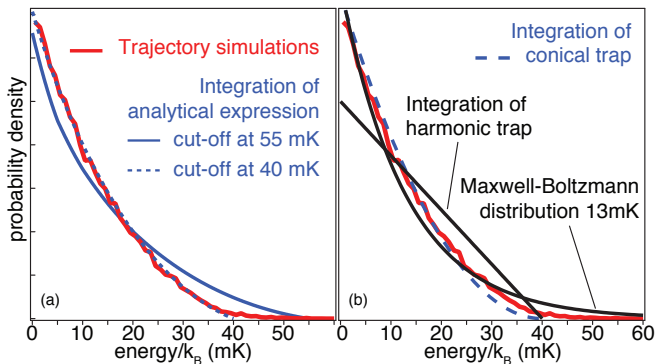 probability density
Trajectory simulations
Integration of
analytical expression
cut-off at 55 mK
cut-off at 40 mK
(a)
0 10 20 30 40 50
energy/kB (mK)
Integration of
conical trap
Integration of
harmonic trap
Maxwell-Boltzmann
distribution 13mK
(b)
0 10 20 30 40 50 60
energy/kB (mK)